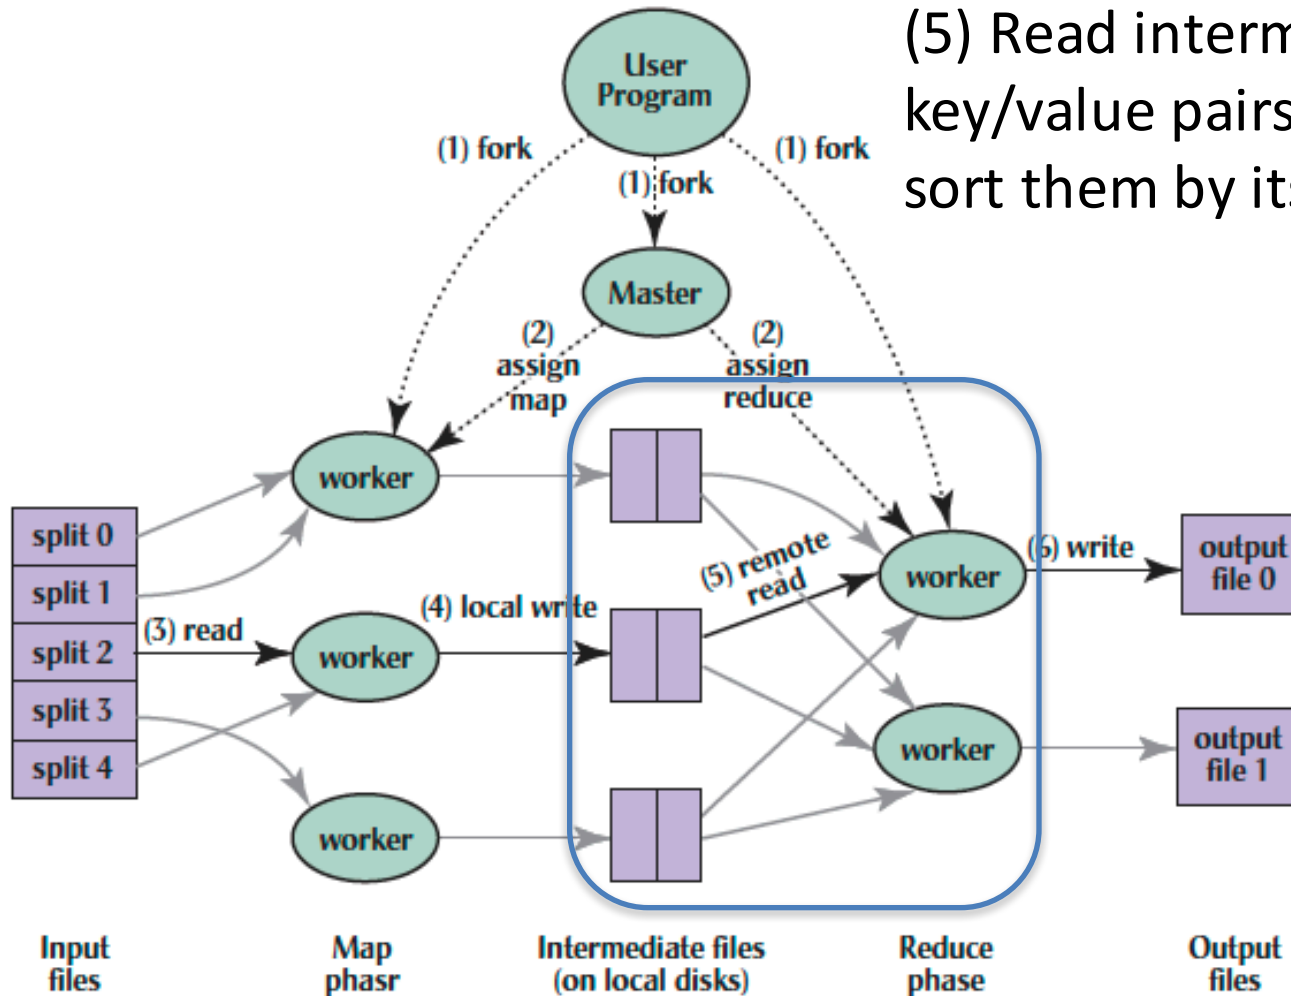 (5) Read interm
key/value pairs
sort them by its
User
Program
(1) fork
(1) fork
(1) fork
Master
(2)
assign
map
(2)
assign
reduce
worker
split 0
split 1
split 2
split 3
split 4
(3) read
worker
(4) local write
worker
(5) remote
read
worker
(6) write
output
file 0
worker
output
file 1
Input
files
Map
phasr
Intermediate files
(on local disks)
Reduce
phase
Output
files